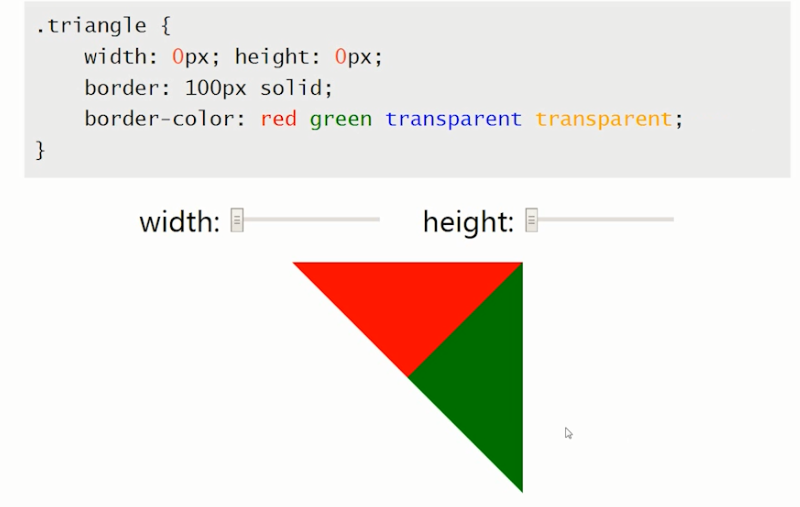 .triangle {
    width: 0px; height: 0px;
    border: 100px solid;
    border-color: red green transparent transparent;
}
width: height: